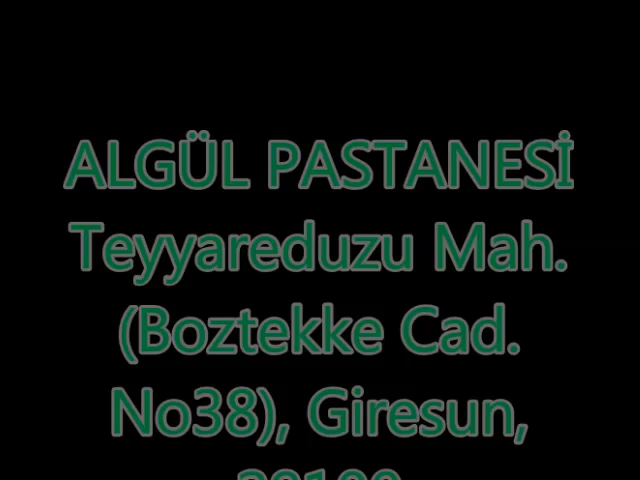 ALGÜL PASTANESİ
Teyyareduzu Mah.
(Boztekke Cad.
No38), Giresun,